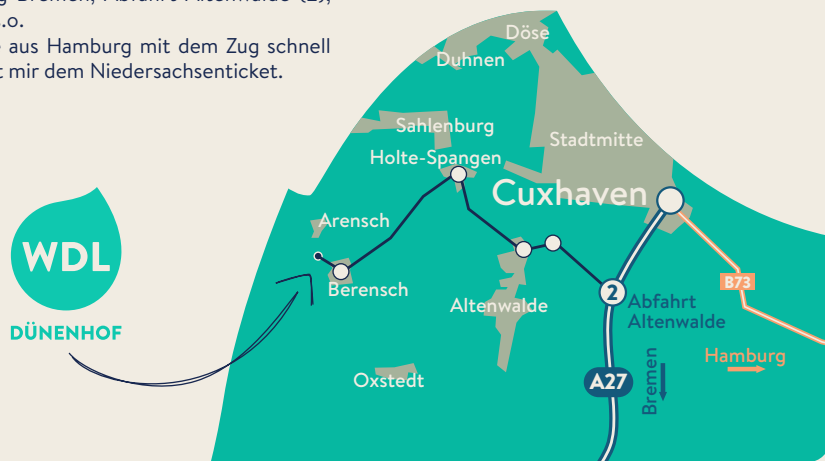 Bremen, Abfahrt Altenwalde (2),
s.o.
aus Hamburg mit dem Zug schnell
mir dem Niedersachsenticket.
Döse
Duhnen
Sahlenburg
Stadtmitte
Holte-Spangen
Cuxhaven
Arensch
WDL
DÜNENHOF
Berensch
B73
2
Abfahrt
Altenwalde
Altenwalde
Hamburg
Bremen
A27
Oxstedt